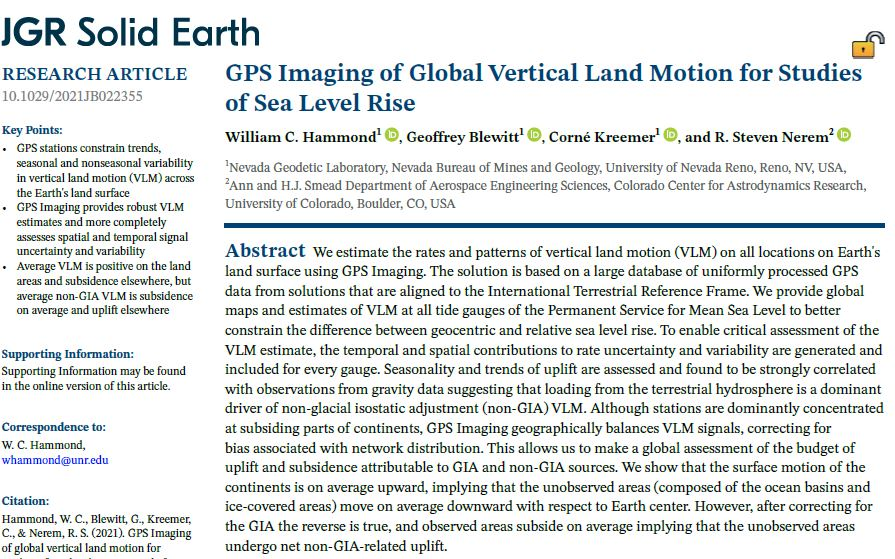 JGR Solid Earth
RESEARCH ARTICLE
10.1029/2021JB022355
Key Points:
• GPS stations constrain trends,
seasonal and nonseasonal variability
in vertical land motion (VLM) across
the Earth's land surface
• GPS Imaging provides robust VLM
estimates and more completely
assesses spatial and temporal signal
uncertainty and variability
• Average VLM is positive on the land
areas and subsidence elsewhere, but
average non-GIA VLM is subsidence
on average and uplift elsewhere
Supporting Information:
Supporting Information may be found
in the online version of this article.
Correspondence to:
W. C. Hammond,
whammond@unr.edu
Citation:
Hammond, W. C., Blewitt, G., Kreemer,
C., & Nerem, R. S. (2021). GPS Imaging
of global vertical land motion for
GPS Imaging of Global Vertical Land Motion for Studies
of Sea Level Rise
William C. Hammond1 iD, Geoffrey Blewitt1 iD, Corné Kreemer1 iD, and R. Steven Nerem2 iD
1Nevada Geodetic Laboratory, Nevada Bureau of Mines and Geology, University of Nevada Reno, Reno, NV, USA,
2Ann and H.J. Smead Department of Aerospace Engineering Sciences, Colorado Center for Astrodynamics Research,
University of Colorado, Boulder, CO, USA
Abstract We estimate the rates and patterns of vertical land motion (VLM) on all locations on Earth's
land surface using GPS Imaging. The solution is based on a large database of uniformly processed GPS
data from solutions that are aligned to the International Terrestrial Reference Frame. We provide global
maps and estimates of VLM at all tide gauges of the Permanent Service for Mean Sea Level to better
constrain the difference between geocentric and relative sea level rise. To enable critical assessment of the
VLM estimate, the temporal and spatial contributions to rate uncertainty and variability are generated and
included for every gauge. Seasonality and trends of uplift are assessed and found to be strongly correlated
with observations from gravity data suggesting that loading from the terrestrial hydrosphere is a dominant
driver of non-glacial isostatic adjustment (non-GIA) VLM. Although stations are dominantly concentrated
at subsiding parts of continents, GPS Imaging geographically balances VLM signals, correcting for
bias associated with network distribution. This allows us to make a global assessment of the budget of
uplift and subsidence attributable to GIA and non-GIA sources. We show that the surface motion of the
continents is on average upward, implying that the unobserved areas (composed of the ocean basins and
ice-covered areas) move on average downward with respect to Earth center. However, after correcting for
the GIA the reverse is true, and observed areas subside on average implying that the unobserved areas
undergo net non-GIA-related uplift.